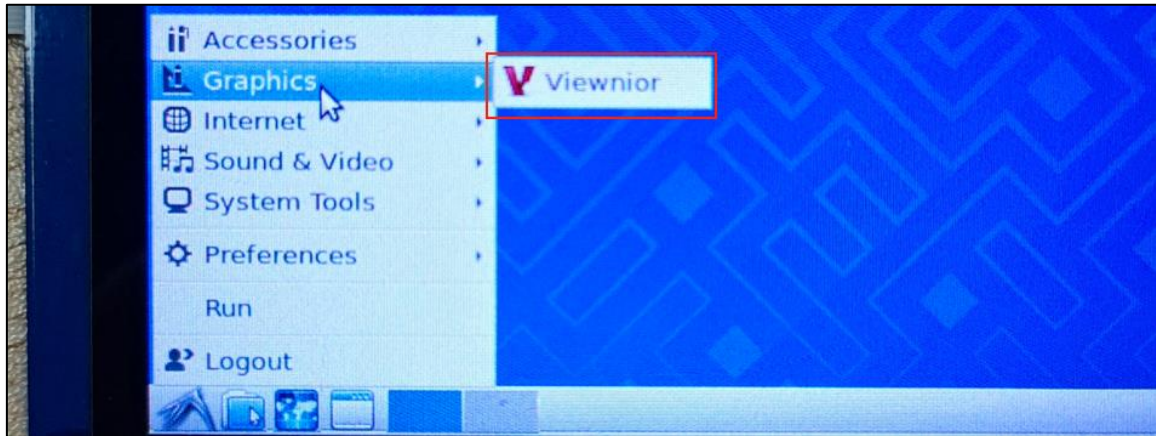 Accessories
Graphics
Viewnior
Internet
Sound & Video
System Tools
Preferences
Run
Logout